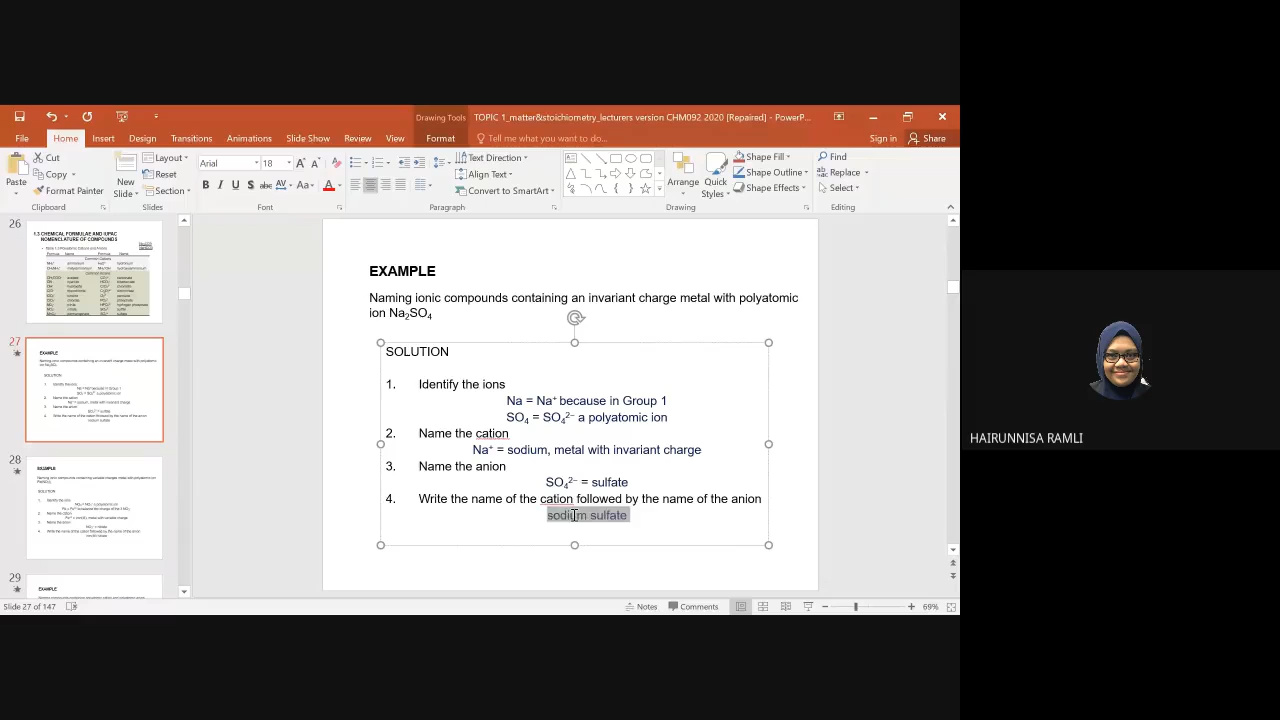 Drawing Tools
TOPIC 1_matter&stoichiometry_lecturers version CHM092 2020 [Repaired] - PowerP...
File Home Insert Design Transitions Animations Slide Show Review View Format Tell me what you want to do... Sign in Share
Paste
Cut
Copy
Format Painter
Clipboard
New
Slide
Layout
Reset
Section
Slides
Arial 18
Font
Text Direction
Align Text
Convert to SmartArt
Paragraph
Arrange
Quick
Styles
Shape Fill
Shape Outline
Shape Effects
Drawing
Find
Replace
Select
Editing
26
1.3 CHEMICAL FORMULAE AND IUPAC
NOMENCLATURE OF COMPOUNDS
27
EXAMPLE
SOLUTION
28
EXAMPLE
SOLUTION
29
EXAMPLE
EXAMPLE
Naming ionic compounds containing an invariant charge metal with polyatomic
ion Na₂SO₄
SOLUTION
1. Identify the ions
Na = Na⁺ because in Group 1
SO₄ = SO₄²⁻ a polyatomic ion
2. Name the cation
Na⁺ = sodium, metal with invariant charge
3. Name the anion
SO₄²⁻ = sulfate
4. Write the name of the cation followed by the name of the anion
sodium sulfate
Slide 27 of 147
Notes
Comments
69%
HAIRUNNISA RAMLI